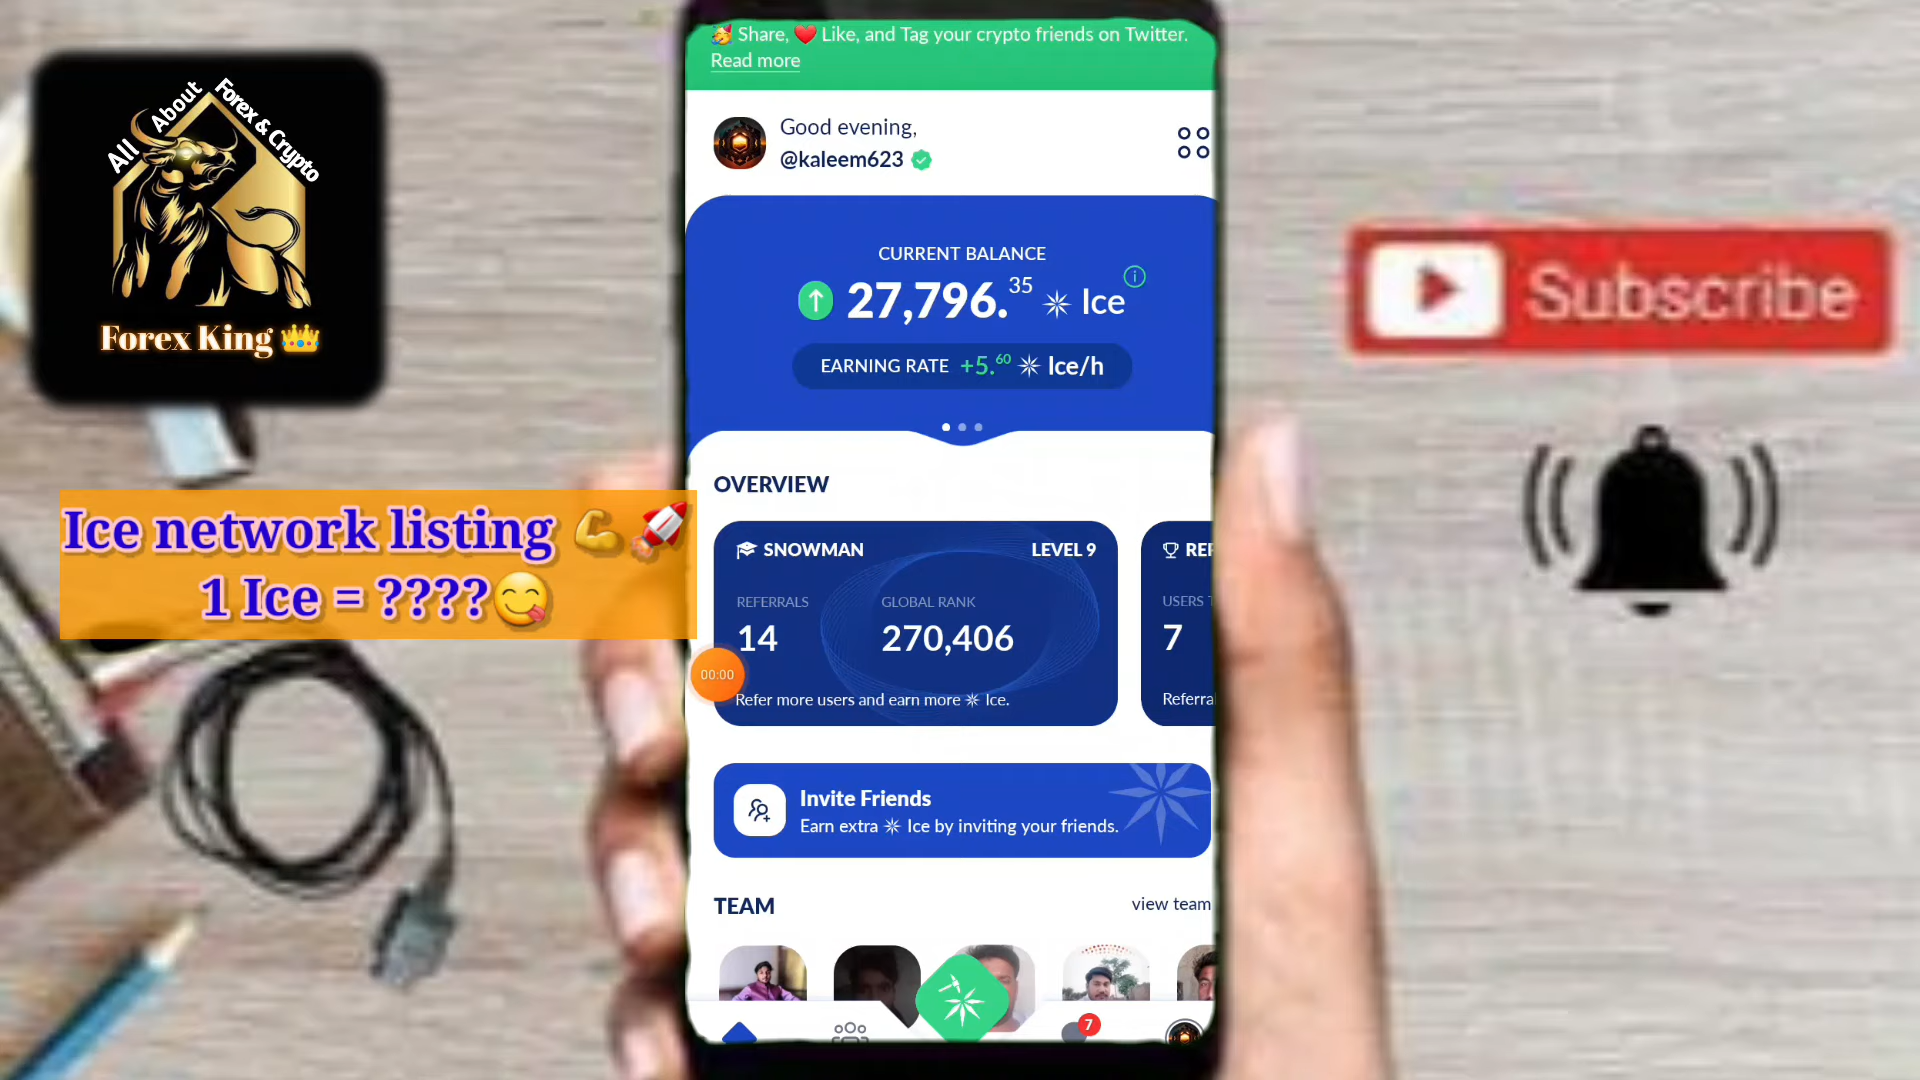 All About Forex & Crypto
Forex King 👑
Ice network listing 💪🚀
1 Ice = ????😋
🥳 Share, ❤️ Like, and Tag your crypto friends on Twitter.
Read more
Good evening,
@kaleem623
CURRENT BALANCE
27,796.35 Ice
EARNING RATE +5.60 Ice/h
OVERVIEW
SNOWMAN LEVEL 9
REFERRALS GLOBAL RANK
14 270,406
Refer more users and earn more Ice.
USERS
7
00:00
Invite Friends
Earn extra Ice by inviting your friends.
TEAM view team
7
Subscribe